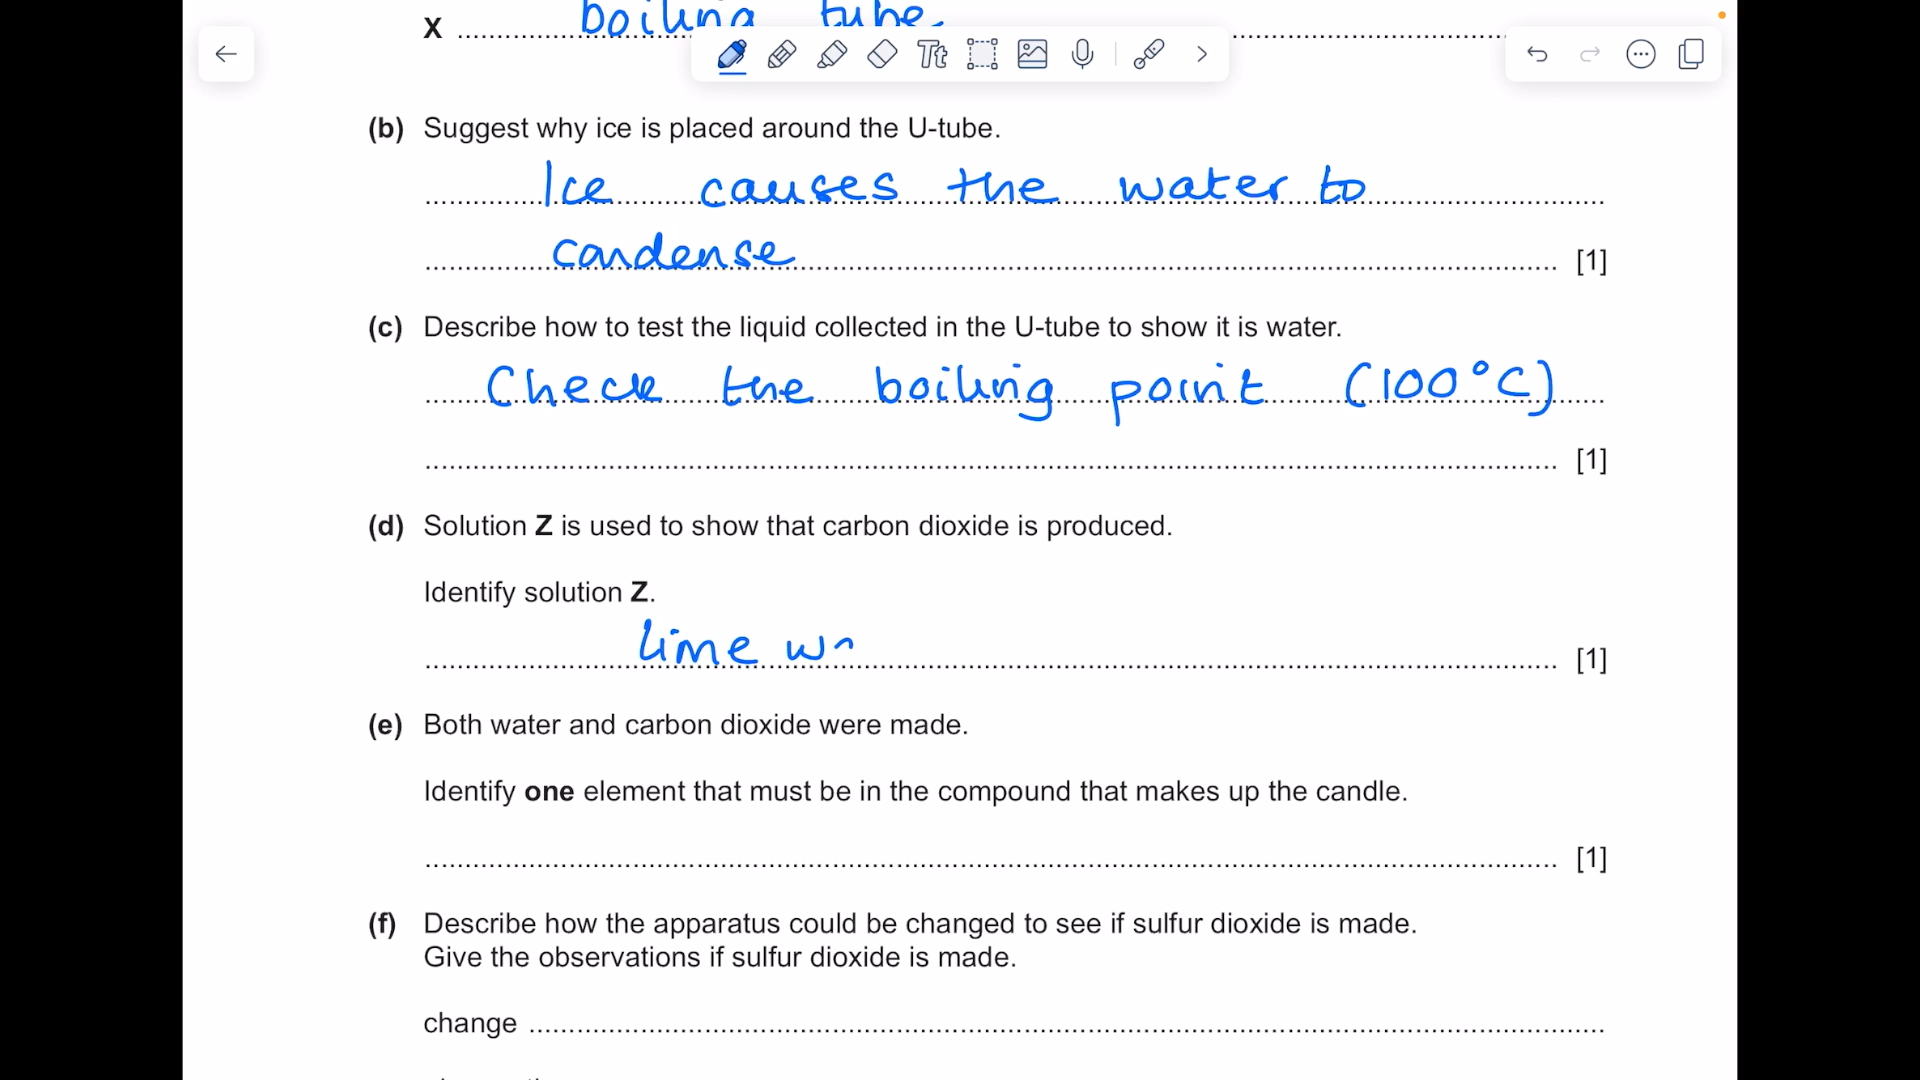 X boiling tube
Tt
(b) Suggest why ice is placed around the U-tube.
Ice causes the water to
condense [1]
(c) Describe how to test the liquid collected in the U-tube to show it is water.
Check the boiling point (100°C)
[1]
(d) Solution Z is used to show that carbon dioxide is produced.
Identify solution Z.
lime w [1]
(e) Both water and carbon dioxide were made.
Identify one element that must be in the compound that makes up the candle.
[1]
(f) Describe how the apparatus could be changed to see if sulfur dioxide is made.
Give the observations if sulfur dioxide is made.
change